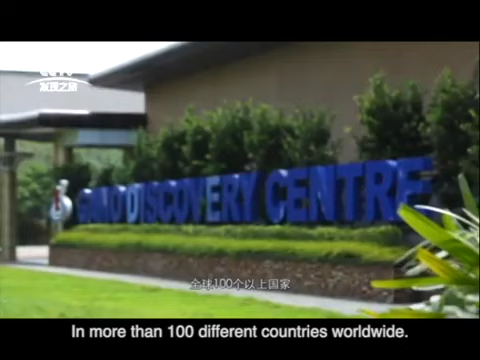 CCTV
发现之旅
GANO DISCOVERY CENTRE
全球100个以上国家
In more than 100 different countries worldwide.